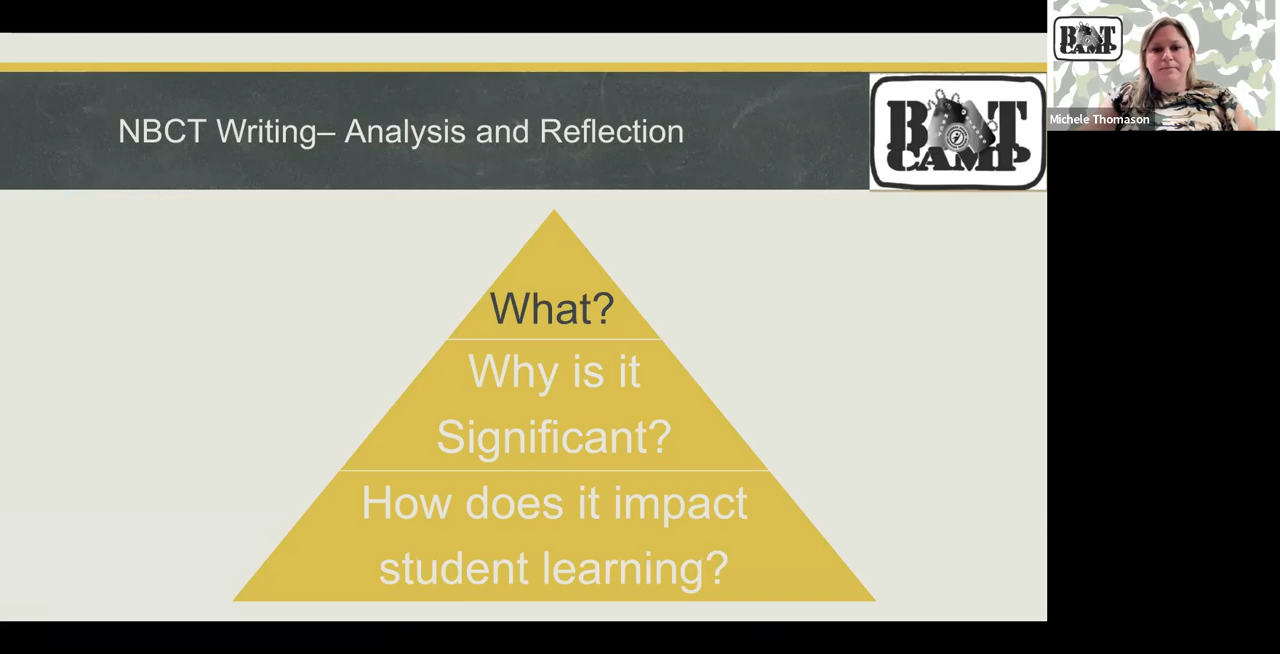 NBCT Writing– Analysis and Reflection
BOOT
CAMP
What?
Why is it
Significant?
How does it impact
student learning?
BOOT
CAMP
Michele Thomason